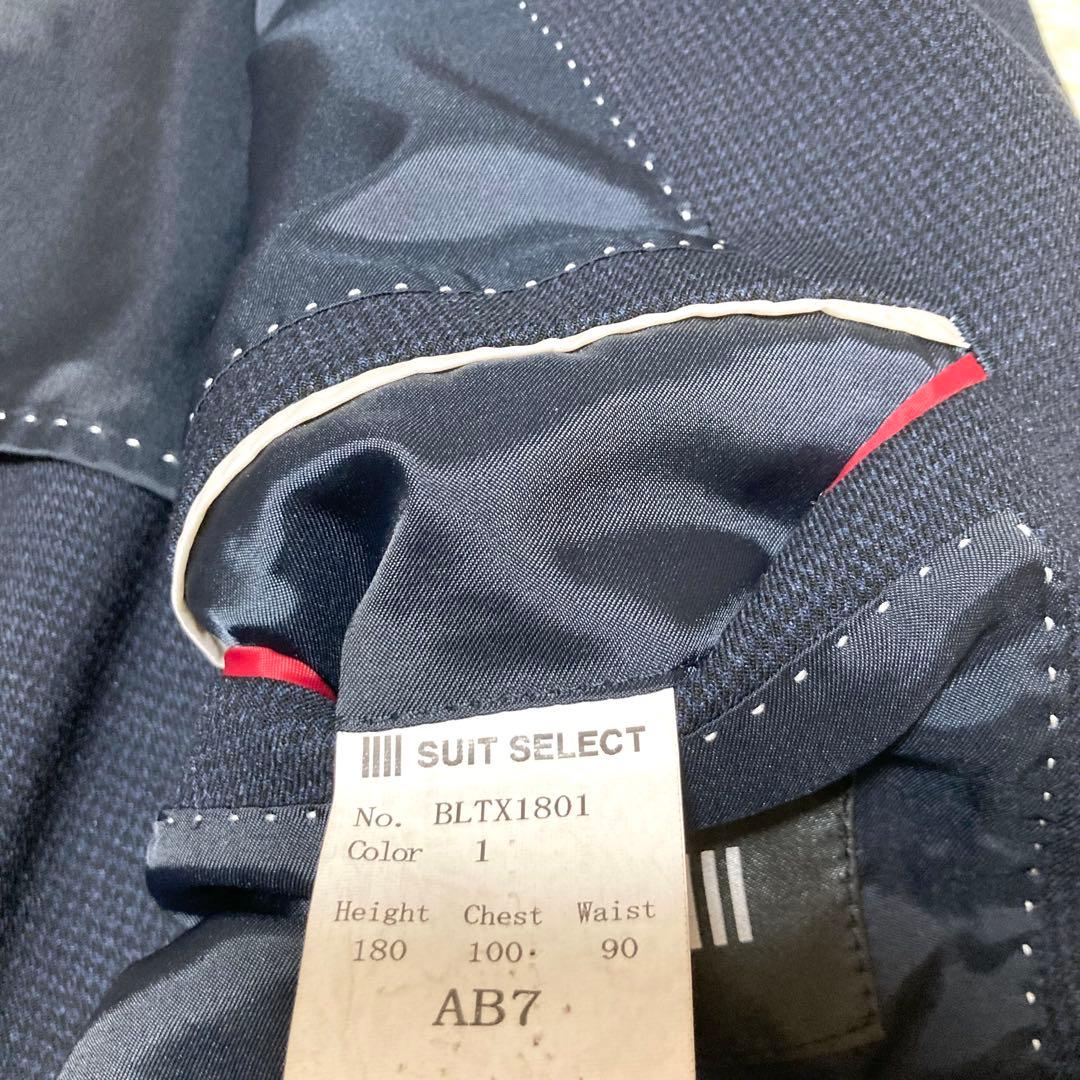 SUIT SELECT
No. BLTX1801
Color 1
Height Chest Waist
180 100 90
AB7